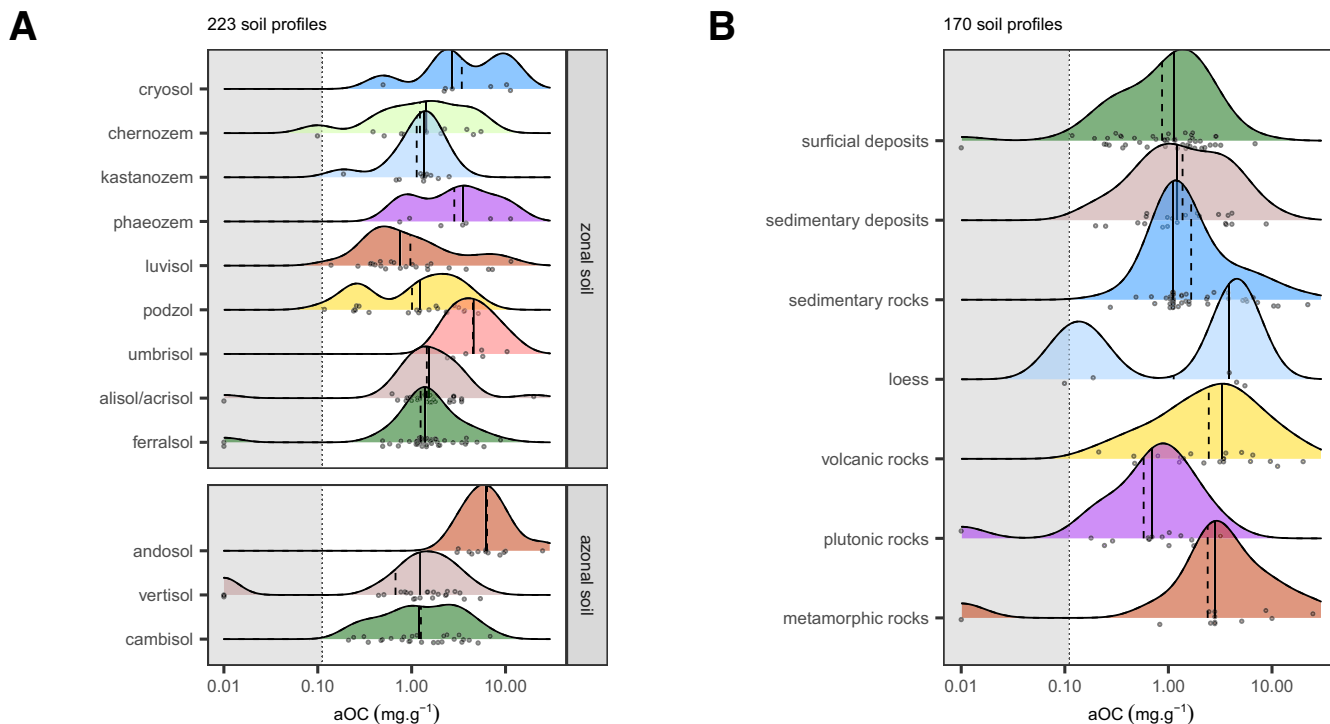 A
223 soil profiles
cryosol
chernozem
kastanozem
phaeozem
luvisol
podzol
umbrisol
alisol/acrisol
ferralsol
zonal soil
andosol
vertisol
cambisol
azonal soil
0.01 0.10 1.00 10.00
aOC (mg.g⁻¹)
B
170 soil profiles
surficial deposits
sedimentary deposits
sedimentary rocks
loess
volcanic rocks
plutonic rocks
metamorphic rocks
0.01 0.10 1.00 10.00
aOC (mg.g⁻¹)